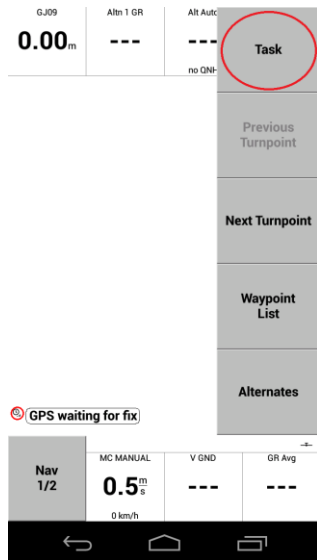 GJ09
Altn 1 GR
Alt Auto
0.00m
---
---
no QNH
Task
Previous
Turnpoint
Next Turnpoint
Waypoint
List
Alternates
GPS waiting for fix
Nav
1/2
MC MANUAL
V GND
GR Avg
0.5 m/s
---
---
0 km/h